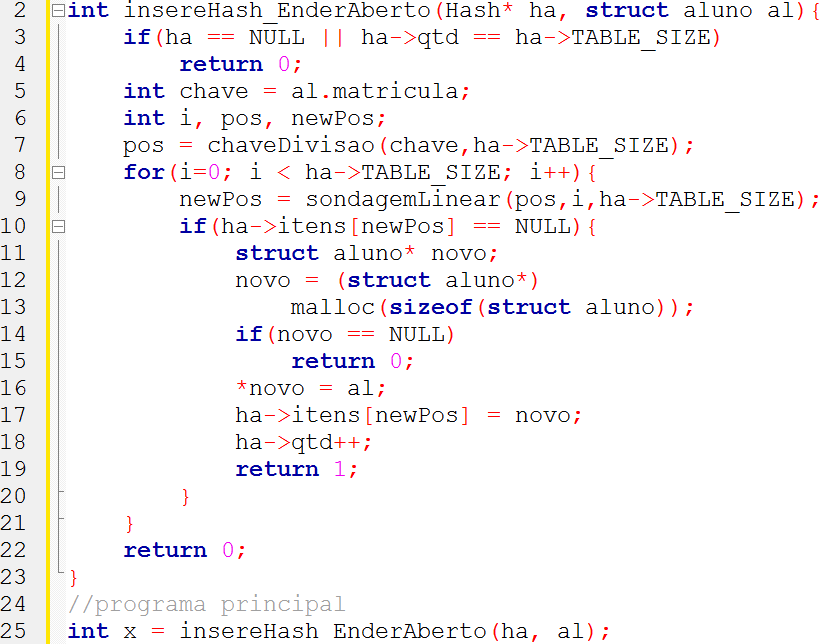 2 int insereHash_EnderAberto(Hash* ha, struct aluno al){
3     if(ha == NULL || ha->qtd == ha->TABLE_SIZE)
4         return 0;
5     int chave = al.matricula;
6     int i, pos, newPos;
7     pos = chaveDivisao(chave,ha->TABLE_SIZE);
8     for(i=0; i < ha->TABLE_SIZE; i++){
9         newPos = sondagemLinear(pos,i,ha->TABLE_SIZE);
10         if(ha->itens[newPos] == NULL){
11             struct aluno* novo;
12             novo = (struct aluno*)
13                 malloc(sizeof(struct aluno));
14             if(novo == NULL)
15                 return 0;
16             *novo = al;
17             ha->itens[newPos] = novo;
18             ha->qtd++;
19             return 1;
20         }
21     }
22     return 0;
23 }
24 //programa principal
25 int x = insereHash_EnderAberto(ha, al);